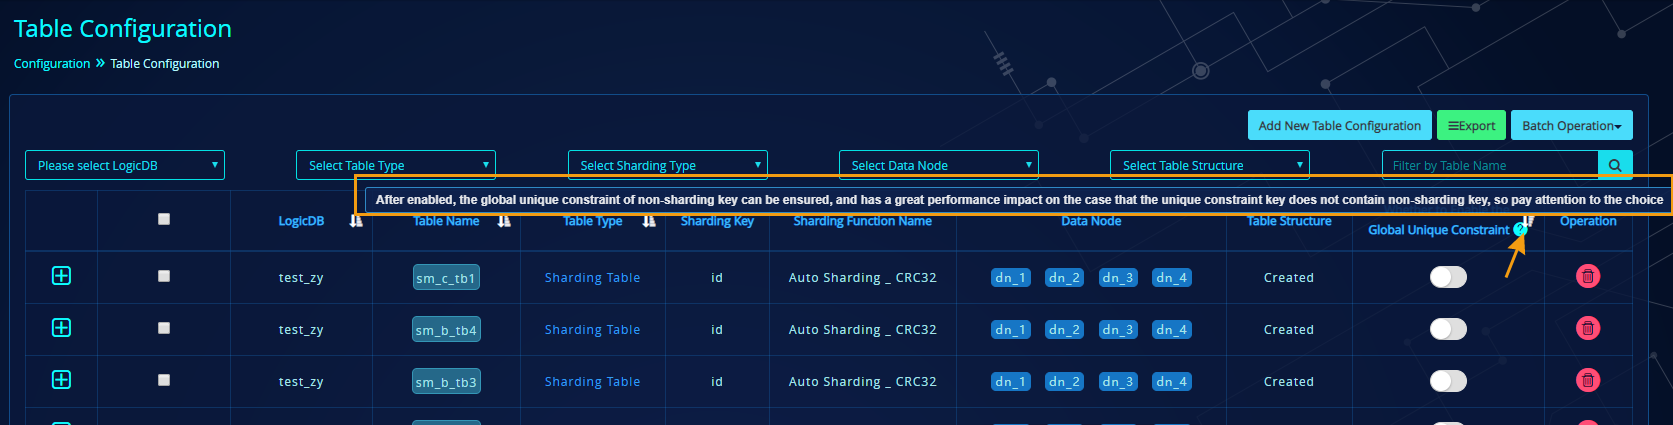 Table Configuration
Configuration » Table Configuration
Add New Table Configuration Export Batch Operation
Please select LogicDB Select Table Type Select Sharding Type Select Data Node Select Table Structure Filter by Table Name
After enabled, the global unique constraint of non-sharding key can be ensured, and has a great performance impact on the case that the unique constraint key does not contain non-sharding key, so pay attention to the choice
LogicDB Table Name Table Type Sharding Key Sharding Function Name Data Node Table Structure Global Unique Constraint ? Operation
test_zy sm_c_tb1 Sharding Table id Auto Sharding _ CRC32 dn_1 dn_2 dn_3 dn_4 Created
test_zy sm_b_tb4 Sharding Table id Auto Sharding _ CRC32 dn_1 dn_2 dn_3 dn_4 Created
test_zy sm_b_tb3 Sharding Table id Auto Sharding _ CRC32 dn_1 dn_2 dn_3 dn_4 Created